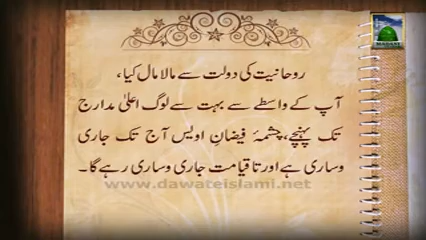 MADANI
روحانیت کی دولت سے مالا مال کیا،
آپ کے واسطے سے بہت سے لوگ اعلیٰ مدارج
تک پہنچے، چشمۂ فیضانِ اویس آج تک جاری
وساری ہے اور تا قیامت جاری وساری رہے گا۔
www.dawateislami.net